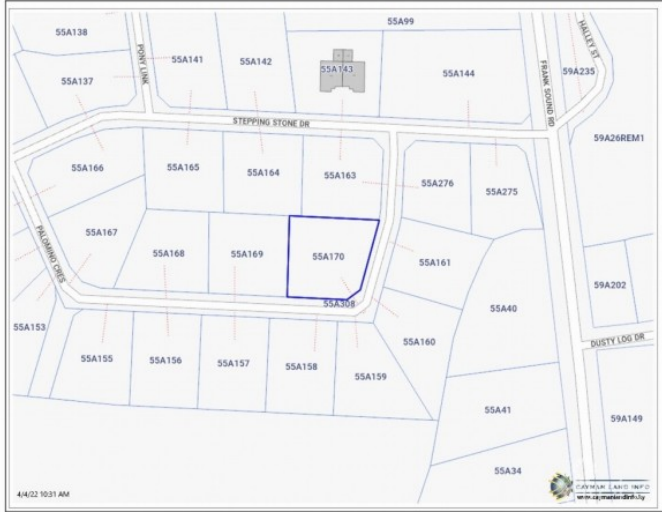 55A138
55A99
HALLEY ST
PONY LINK
55A141
55A142
55A143
55A144
FRANK SOUND RD
59A235
55A137
STEPPING STONE DR
59A26REM1
55A166
55A165
55A164
55A163
55A276
55A275
PALOMINO CRES
55A167
55A168
55A169
55A170
55A161
59A202
55A308
55A40
55A153
55A155
55A156
55A157
55A158
55A159
55A160
DUSTY LOG DR
55A41
59A149
55A34
4/4/22 10:31 AM
CAYMAN LAND INFO
www.caymanlandinfo.ky